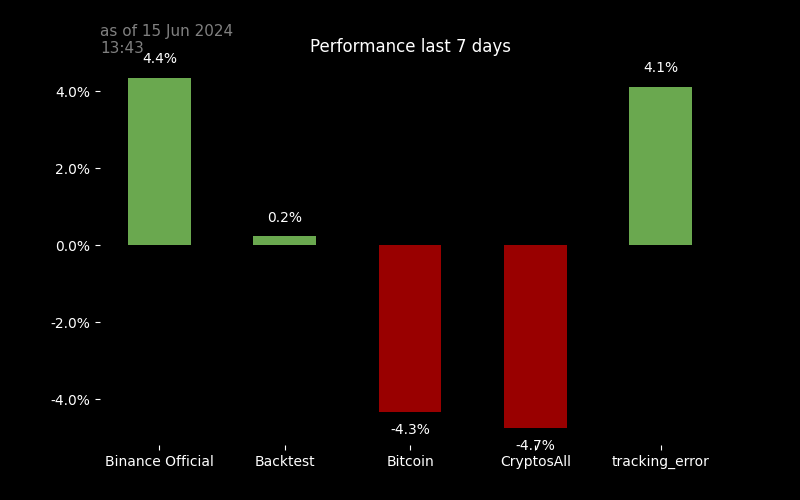 as of 15 Jun 2024
13:43
Performance last 7 days
4.4%
0.2%
-4.3%
-4.7%
4.1%
4.0%
2.0%
0.0%
-2.0%
-4.0%
Binance Official
Backtest
Bitcoin
CryptosAll
tracking_error